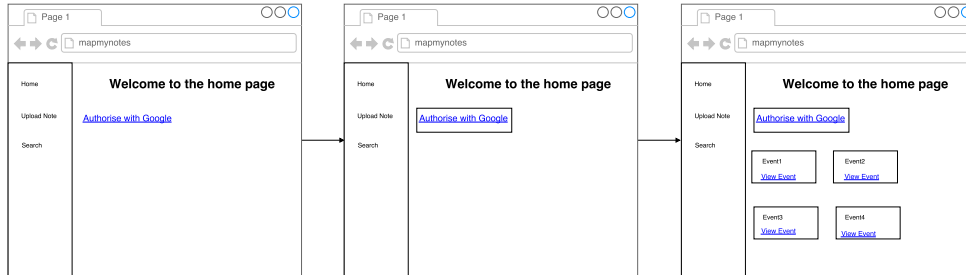 Page 1
mapmynotes
Home
Welcome to the home page
Upload Note
Authorise with Google
Search
Page 1
mapmynotes
Home
Welcome to the home page
Upload Note
Authorise with Google
Search
Page 1
mapmynotes
Home
Welcome to the home page
Upload Note
Authorise with Google
Search
Event1
Event2
View Event
View Event
Event3
Event4
View Event
View Event